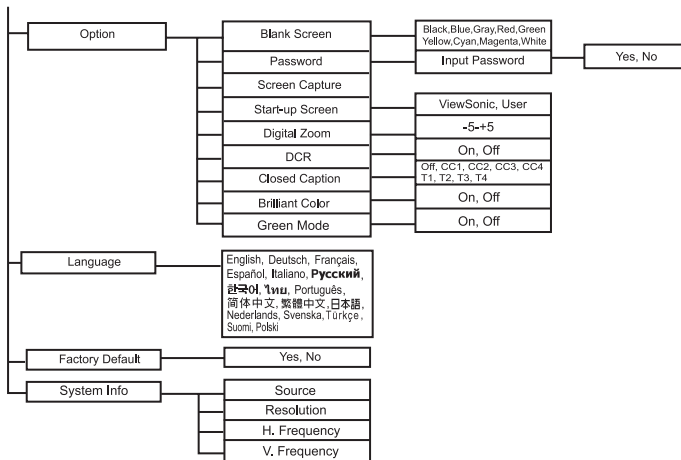 Option
Blank Screen
Black,Blue,Gray,Red,Green
Yellow,Cyan,Magenta,White
Password
Input Password
Yes, No
Screen Capture
Start-up Screen
ViewSonic, User
Digital Zoom
-5-+5
DCR
On, Off
Closed Caption
Off, CC1, CC2, CC3, CC4
T1, T2, T3, T4
Brilliant Color
On, Off
Green Mode
On, Off
Language
English, Deutsch, Français,
Español, Italiano, Русский,
한국어, ไทย, Português,
简体中文, 繁體中文, 日本語,
Nederlands, Svenska, Türkçe,
Suomi, Polski
Factory Default
Yes, No
System Info
Source
Resolution
H. Frequency
V. Frequency